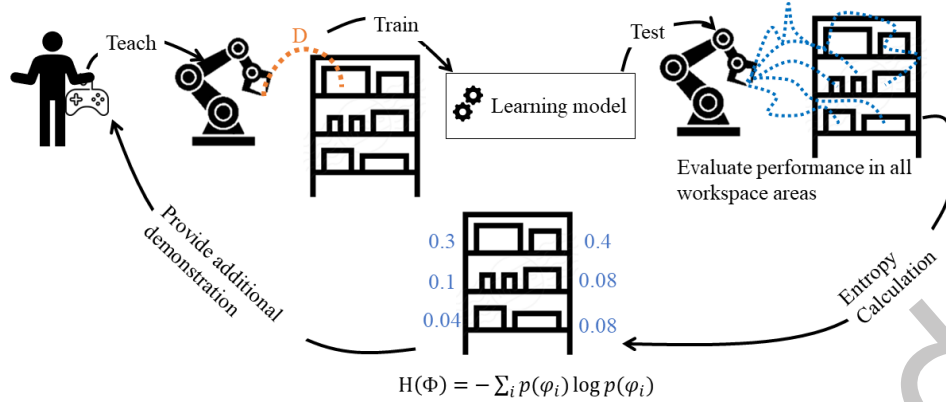 Teach
D
Train
Learning model
Test
Evaluate performance in all
workspace areas
Provide additional
demonstration
0.3
0.4
0.1
0.08
0.04
0.08
Entropy
Calculation
H(Φ) = − ∑ᵢ p(φᵢ) log p(φᵢ)